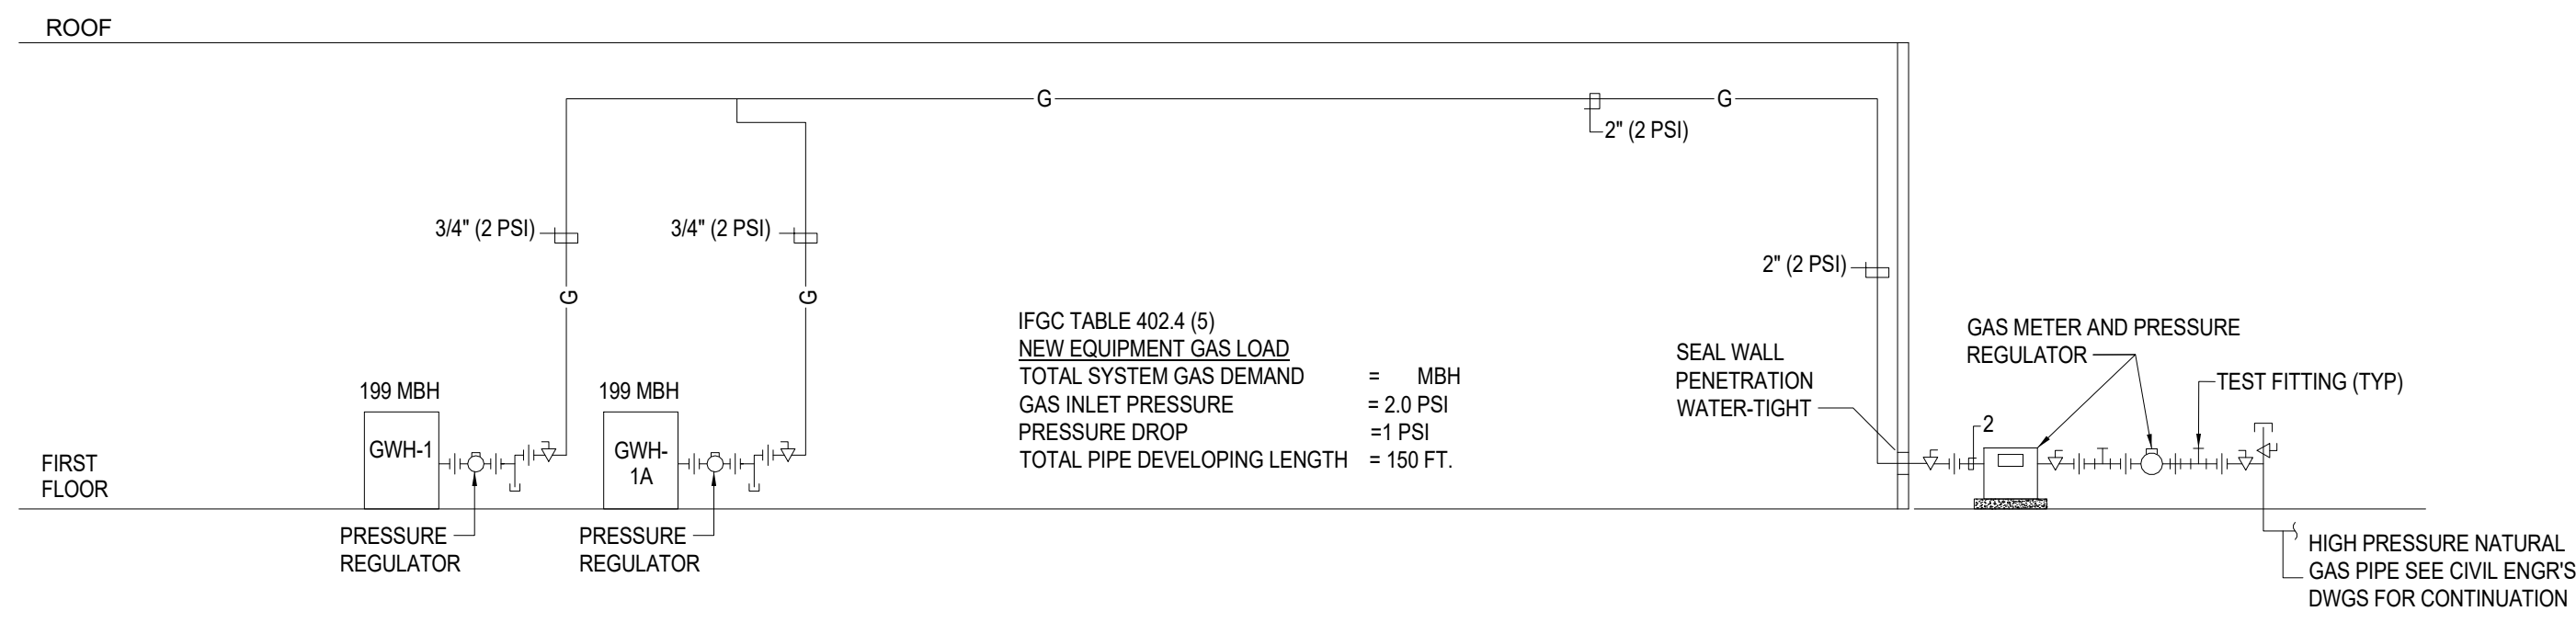 ROOF
G
G
2" (2 PSI)
3/4" (2 PSI)
3/4" (2 PSI)
2" (2 PSI)
G
G
IFGC TABLE 402.4 (5)
NEW EQUIPMENT GAS LOAD
TOTAL SYSTEM GAS DEMAND = MBH
GAS INLET PRESSURE = 2.0 PSI
PRESSURE DROP =1 PSI
TOTAL PIPE DEVELOPING LENGTH = 150 FT.
GAS METER AND PRESSURE
REGULATOR
SEAL WALL
PENETRATION
WATER-TIGHT
TEST FITTING (TYP)
199 MBH
199 MBH
2
GWH-1
GWH-
1A
FIRST
FLOOR
PRESSURE
REGULATOR
PRESSURE
REGULATOR
HIGH PRESSURE NATURAL
GAS PIPE SEE CIVIL ENGR'S
DWGS FOR CONTINUATION